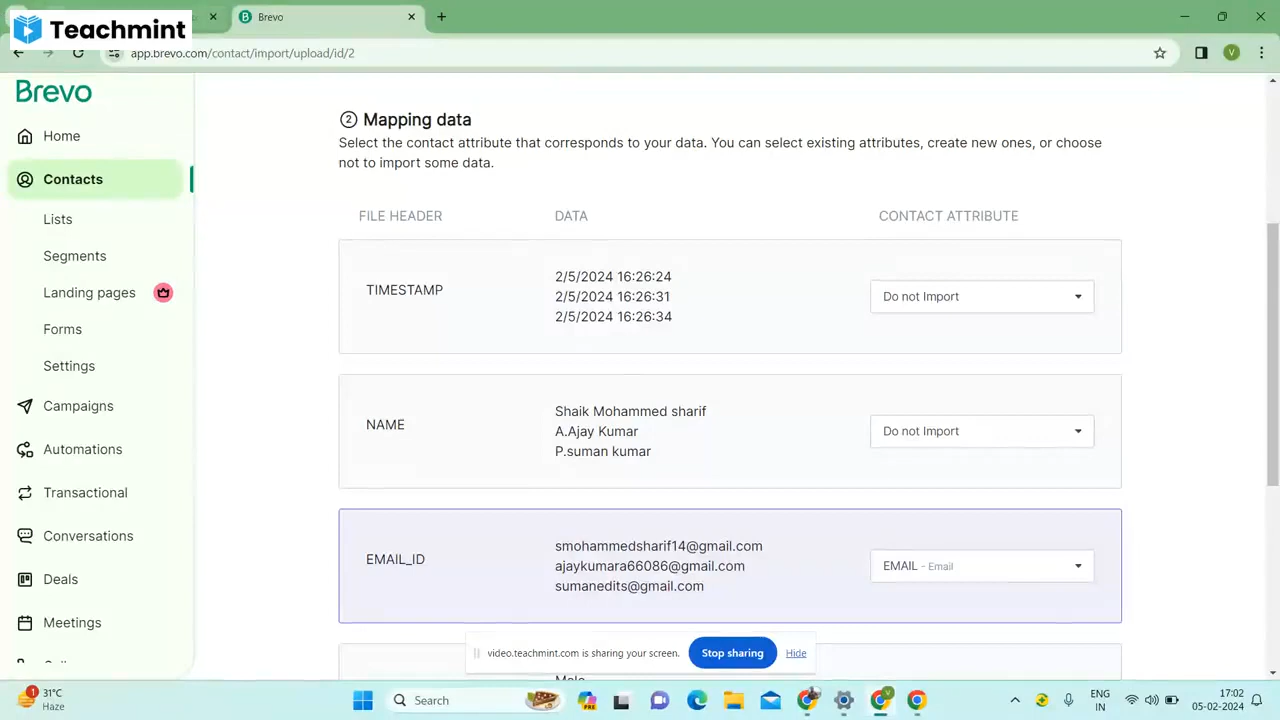 Teachmint
Brevo
app.brevo.com/contact/import/upload/id/2
V
Brevo
Home
Contacts
Lists
Segments
Landing pages
Forms
Settings
Campaigns
Automations
Transactional
Conversations
Deals
Meetings
2 Mapping data
Select the contact attribute that corresponds to your data. You can select existing attributes, create new ones, or choose
not to import some data.
FILE HEADER DATA CONTACT ATTRIBUTE
TIMESTAMP
2/5/2024 16:26:24
2/5/2024 16:26:31
2/5/2024 16:26:34
Do not Import
NAME
Shaik Mohammed sharif
A.Ajay Kumar
P.suman kumar
Do not Import
EMAIL_ID
smohammedsharif14@gmail.com
ajaykumara66086@gmail.com
sumanedits@gmail.com
EMAIL - Email
video.teachmint.com is sharing your screen. Stop sharing Hide
1
31°C
Haze
Search
ENG
IN
17:02
05-02-2024